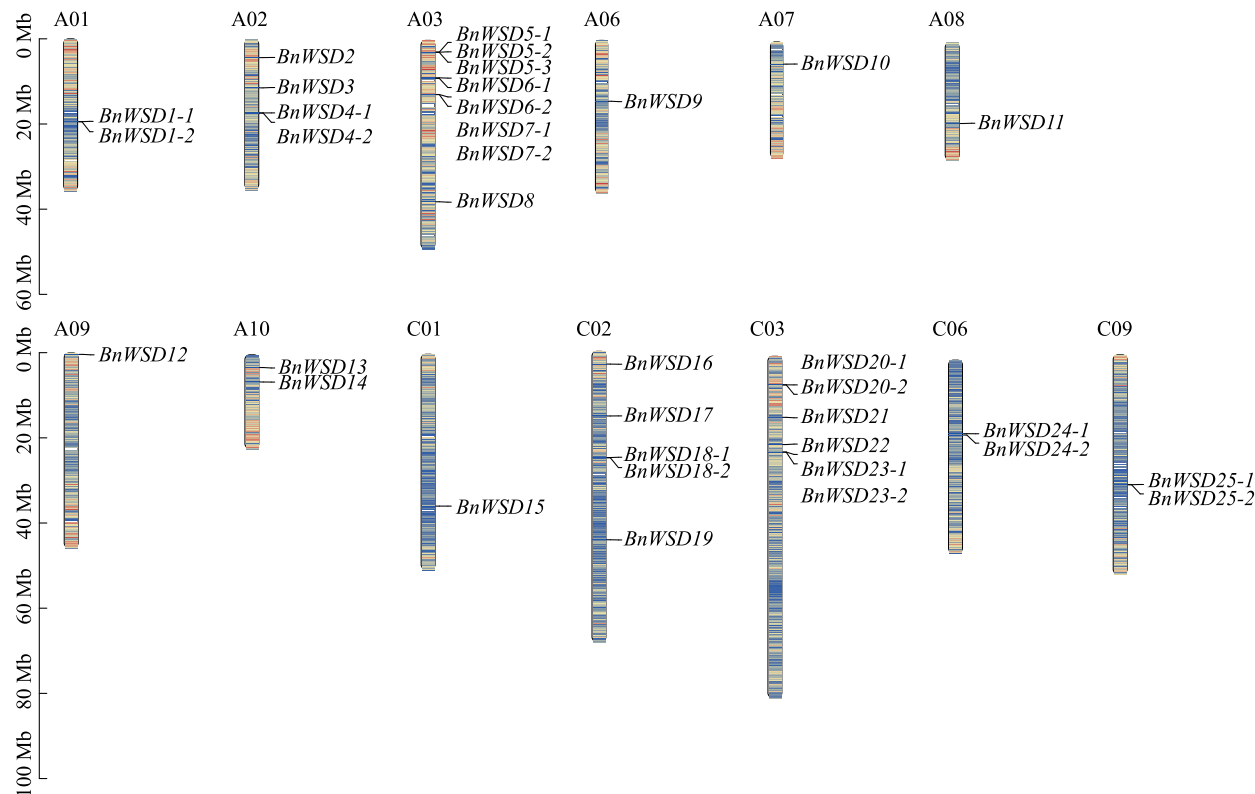 A01 A02 A03 A06 A07 A08
0 Mb
20 Mb
40 Mb
60 Mb
BnWSD1-1
BnWSD1-2
BnWSD2
BnWSD3
BnWSD4-1
BnWSD4-2
BnWSD5-1
BnWSD5-2
BnWSD5-3
BnWSD6-1
BnWSD6-2
BnWSD7-1
BnWSD7-2
BnWSD8
BnWSD9
BnWSD10
BnWSD11
A09 A10 C01 C02 C03 C06 C09
0 Mb
20 Mb
40 Mb
60 Mb
80 Mb
100 Mb
BnWSD12
BnWSD13
BnWSD14
BnWSD15
BnWSD16
BnWSD17
BnWSD18-1
BnWSD18-2
BnWSD19
BnWSD20-1
BnWSD20-2
BnWSD21
BnWSD22
BnWSD23-1
BnWSD23-2
BnWSD24-1
BnWSD24-2
BnWSD25-1
BnWSD25-2